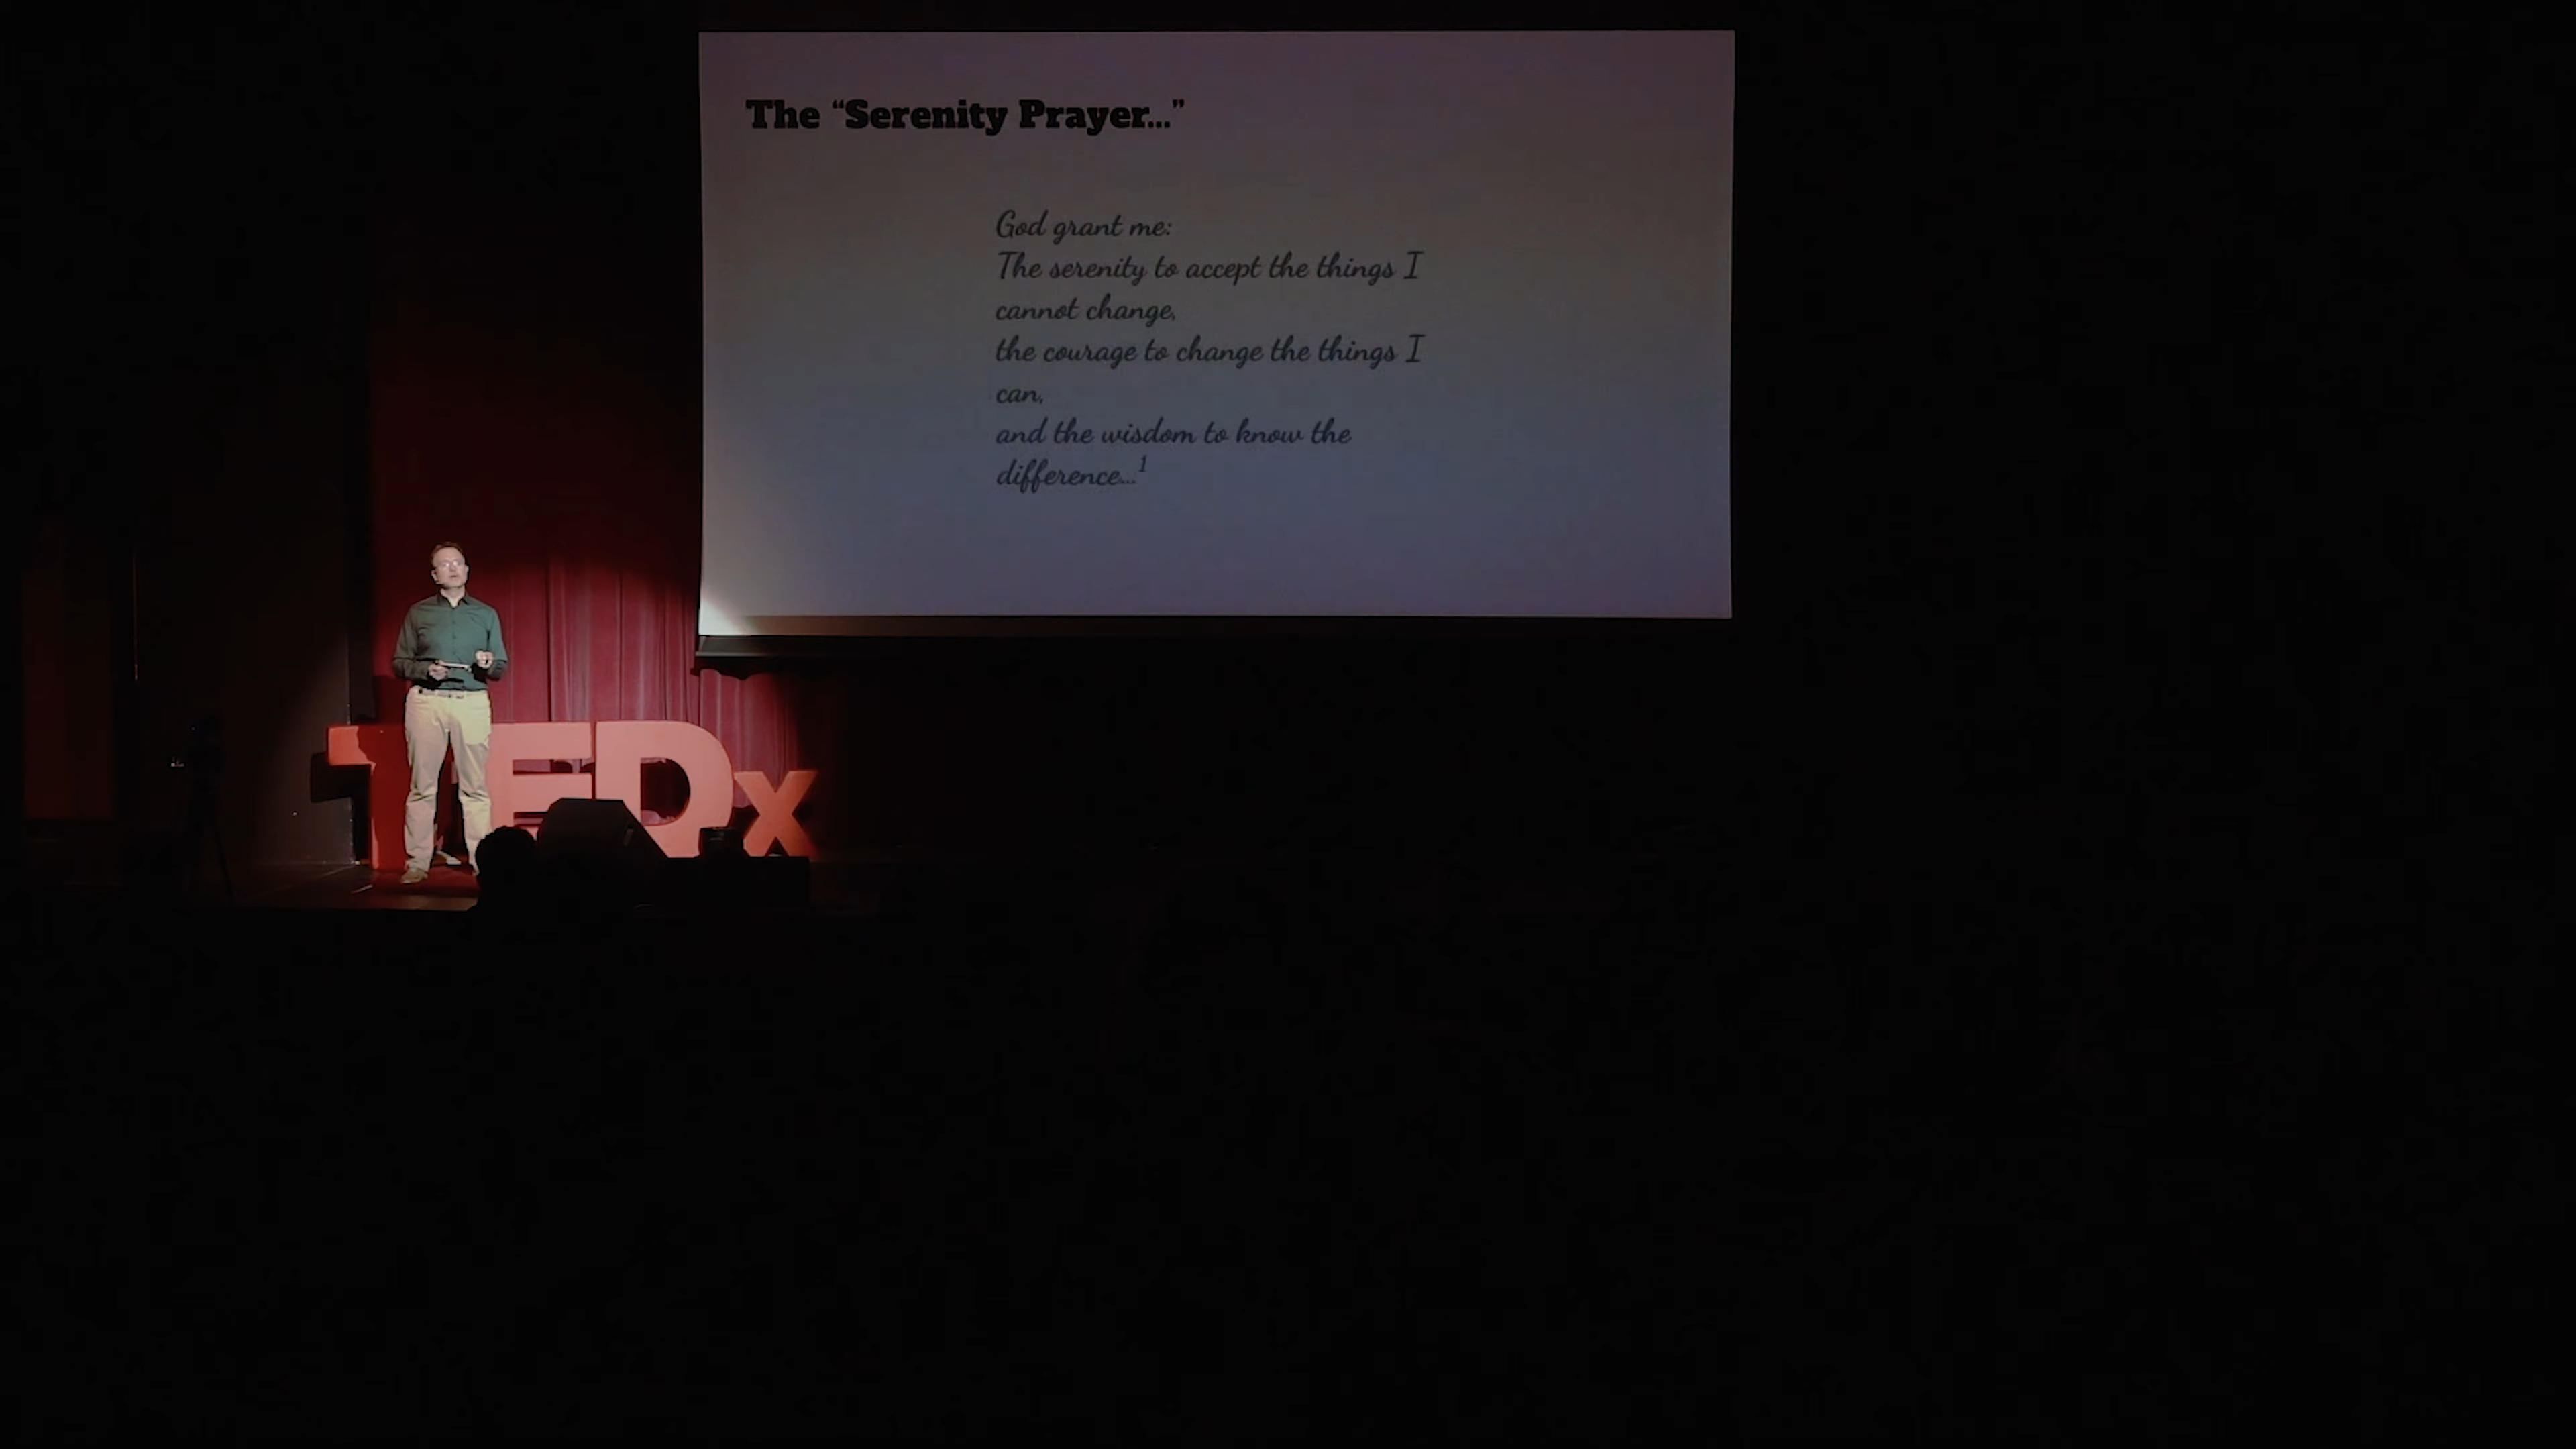 The “Serenity Prayer...”
God grant me:
The serenity to accept the things I
cannot change,
the courage to change the things I
can,
and the wisdom to know the
difference...¹
TEDx